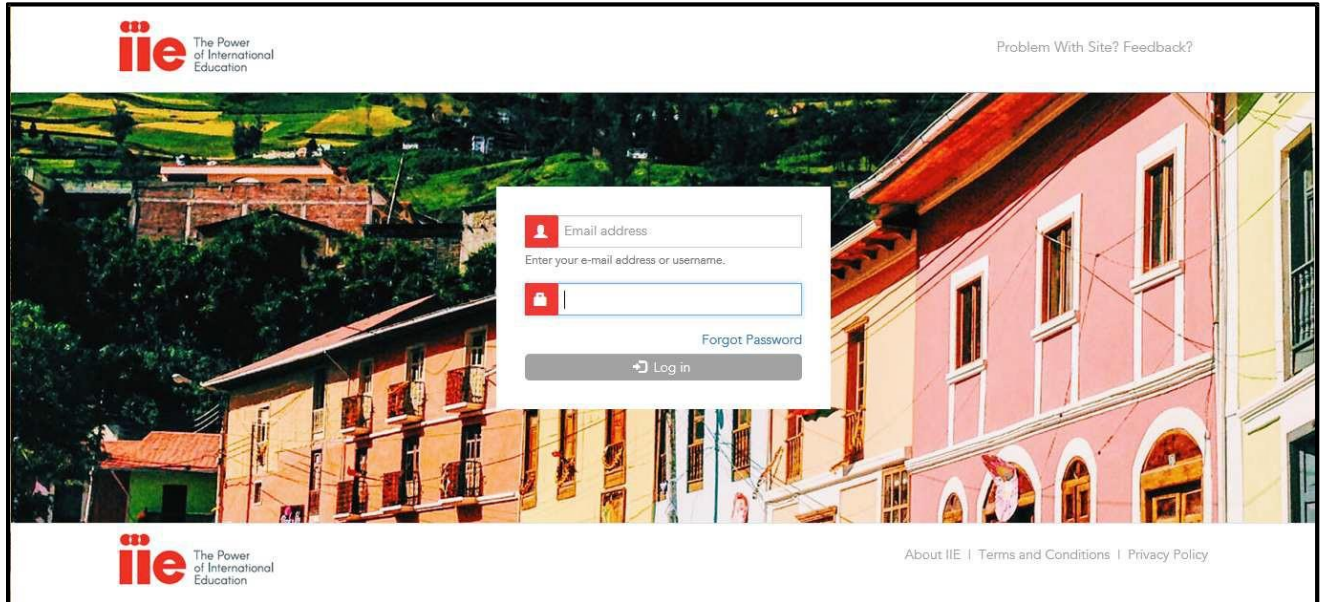 iie
The Power
of International
Education
Problem With Site? Feedback?
Email address
Enter your e-mail address or username.
Forgot Password
Log in
iie
The Power
of International
Education
About IIE | Terms and Conditions | Privacy Policy